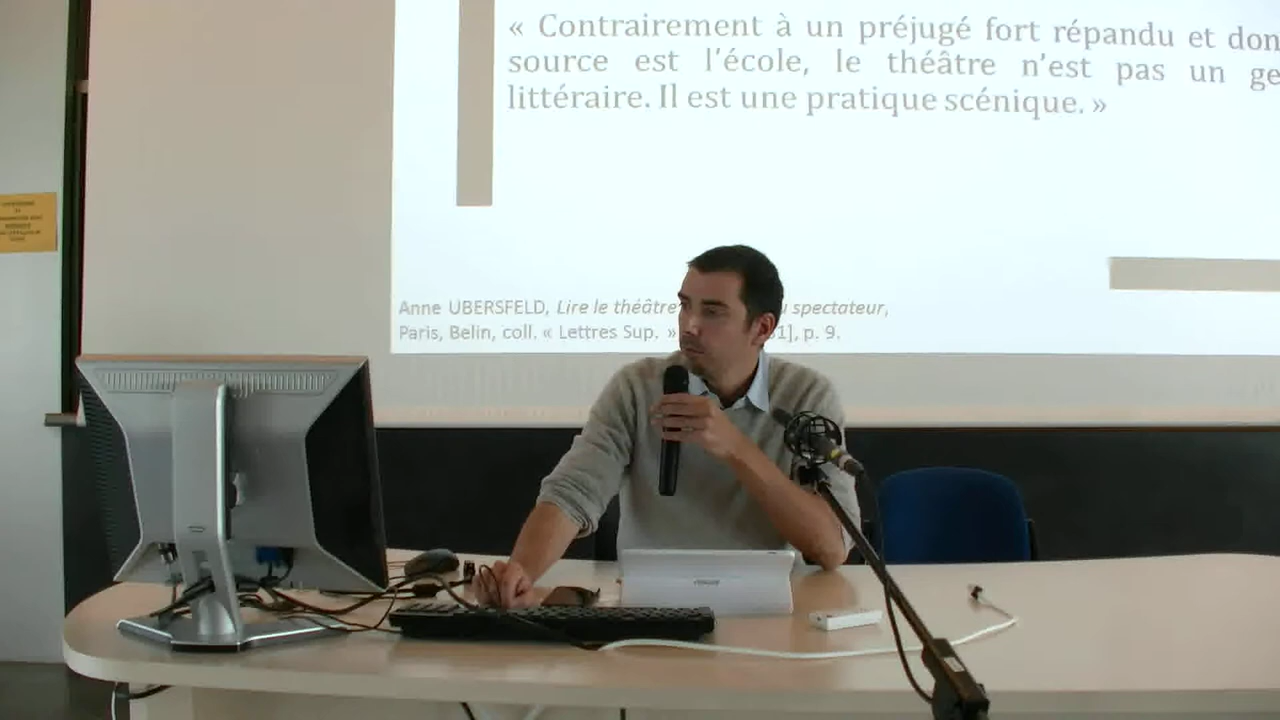 « Contrairement à un préjugé fort répandu et don
source est l'école, le théâtre n'est pas un ge
littéraire. Il est une pratique scénique. »
Anne UBERSFELD, Lire le théâtre spectateur,
Paris, Belin, coll. « Lettres Sup. » 1], p. 9.